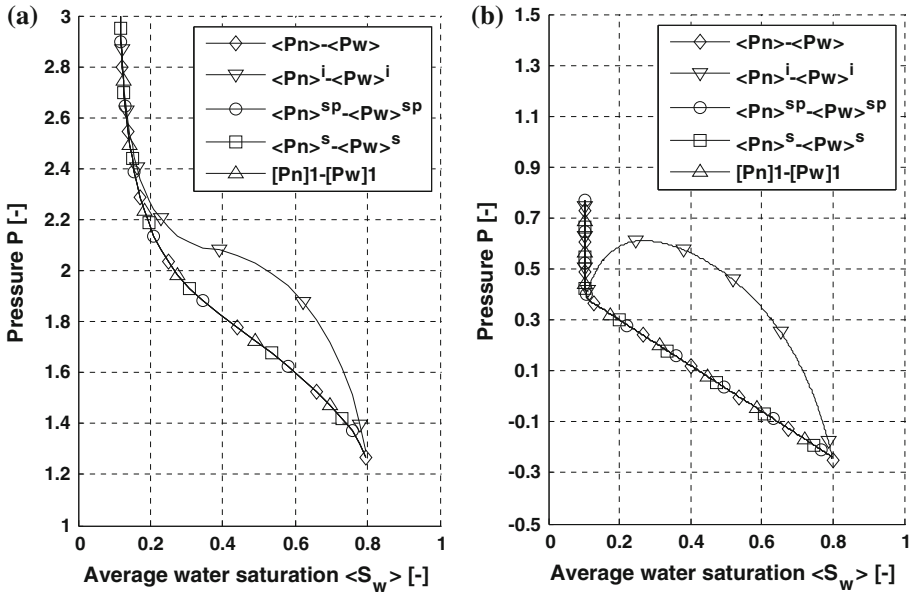 (a)
3
2.8
2.6
2.4
2.2
2
1.8
1.6
1.4
1.2
1
Pressure P [-]
0
0.2
0.4
0.6
0.8
1
Average water saturation <S_w> [-]
<Pn>-<Pw>
<Pn>^i-<Pw>^i
<Pn>^sp-<Pw>^sp
<Pn>^s-<Pw>^s
[Pn]1-[Pw]1
(b)
1.5
1.3
1.1
0.9
0.7
0.5
0.3
0.1
-0.1
-0.3
-0.5
Pressure P [-]
0
0.2
0.4
0.6
0.8
1
Average water saturation <S_w> [-]
<Pn>-<Pw>
<Pn>^i-<Pw>^i
<Pn>^sp-<Pw>^sp
<Pn>^s-<Pw>^s
[Pn]1-[Pw]1